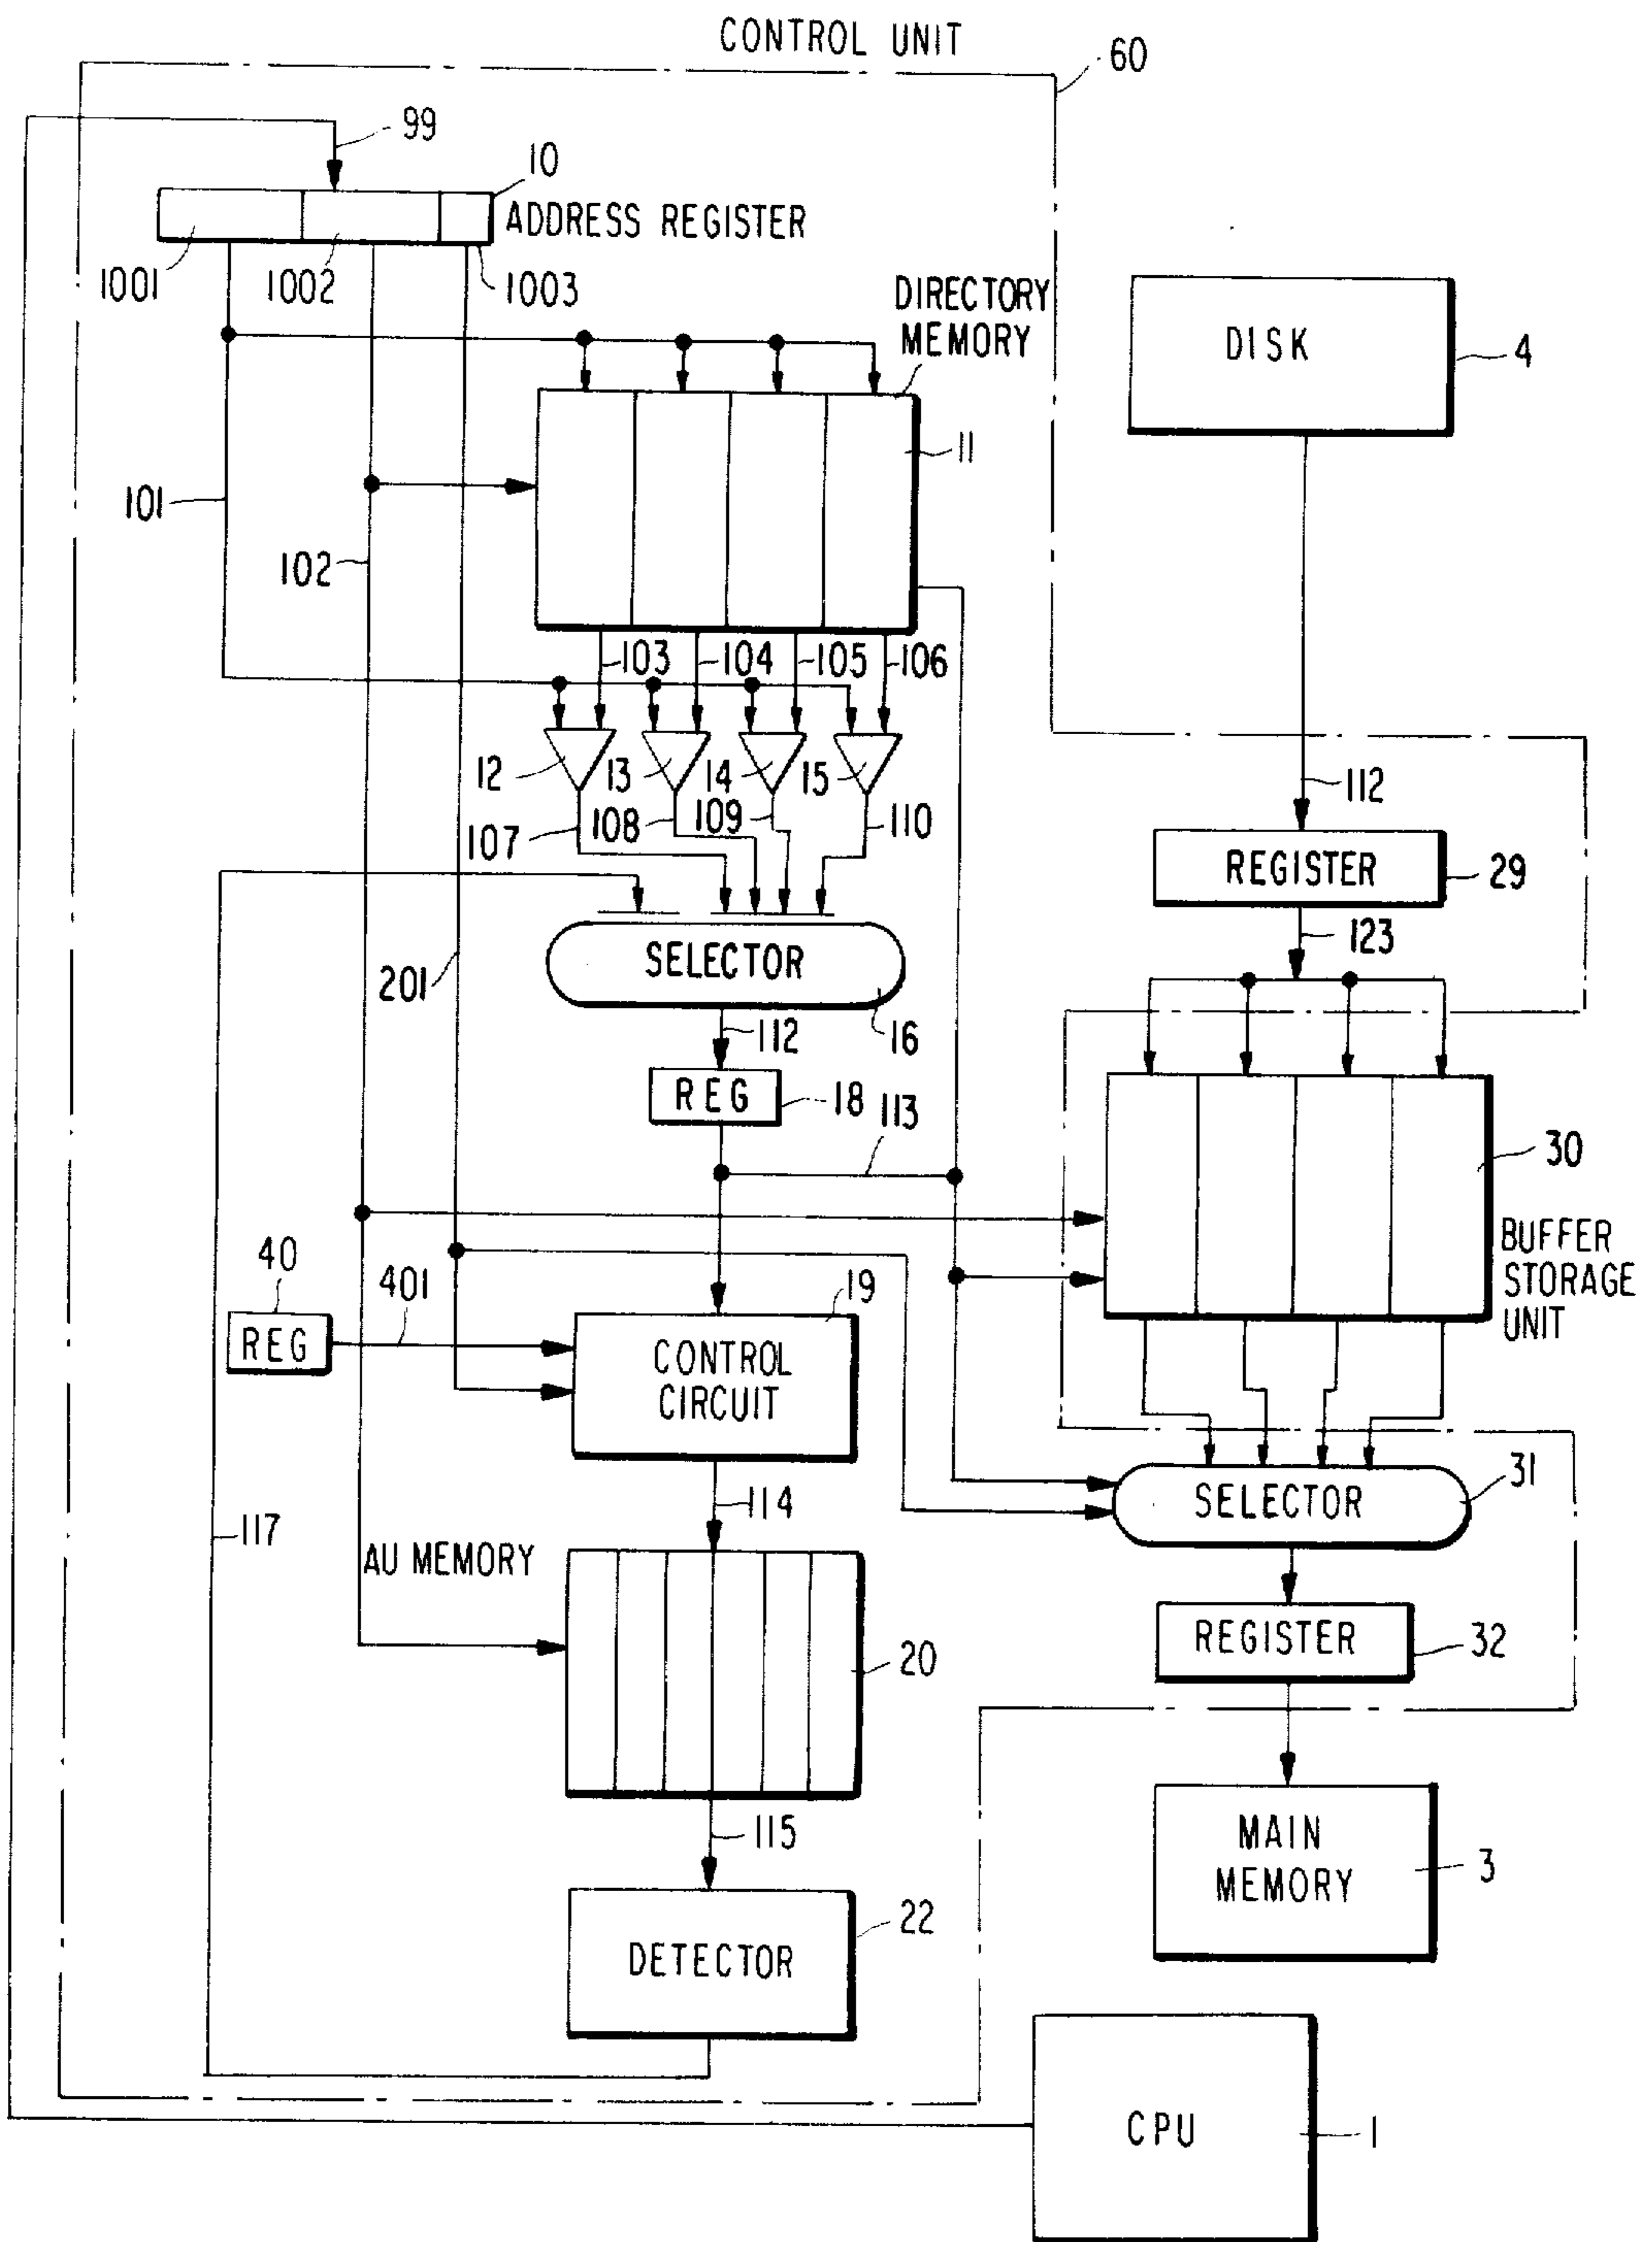 CONTROL UNIT
60
99
10
ADDRESS REGISTER
1001
1002
1003
DIRECTORY
MEMORY
DISK
4
11
101
102
103
104
105
106
12
13
14
15
112
107
108
109
110
REGISTER
29
123
SELECTOR
201
112
16
REG
18
113
30
BUFFER
STORAGE
UNIT
40
401
19
REG
CONTROL
CIRCUIT
31
SELECTOR
114
117
AU MEMORY
REGISTER
32
20
115
MAIN
MEMORY
3
22
DETECTOR
CPU
1